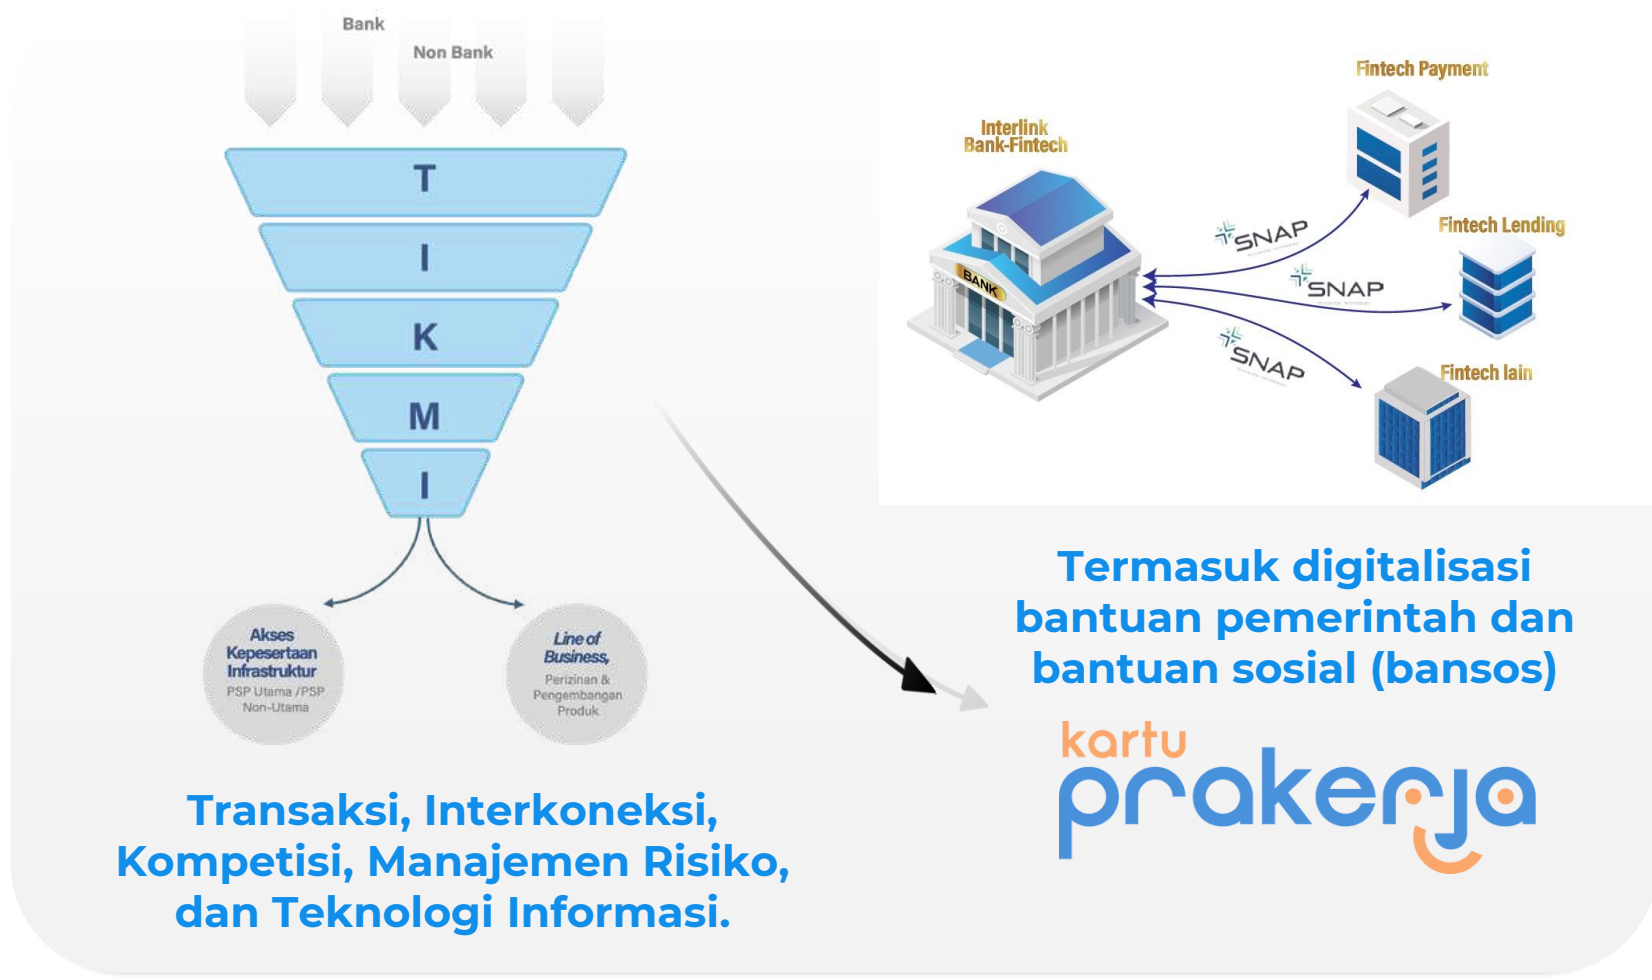 Bank
Non Bank
T
I
K
M
I
Akses
Kepesertaan
Infrastruktur
PSP Utama /PSP
Non-Utama
Line of
Business,
Perizinan &
Pengembangan
Produk
Transaksi, Interkoneksi,
Kompetisi, Manajemen Risiko,
dan Teknologi Informasi.
Fintech Payment
Interlink
Bank-Fintech
BANK
SNAP
Fintech Lending
SNAP
SNAP
Fintech lain
Termasuk digitalisasi
bantuan pemerintah dan
bantuan sosial (bansos)
kartu
prakerja